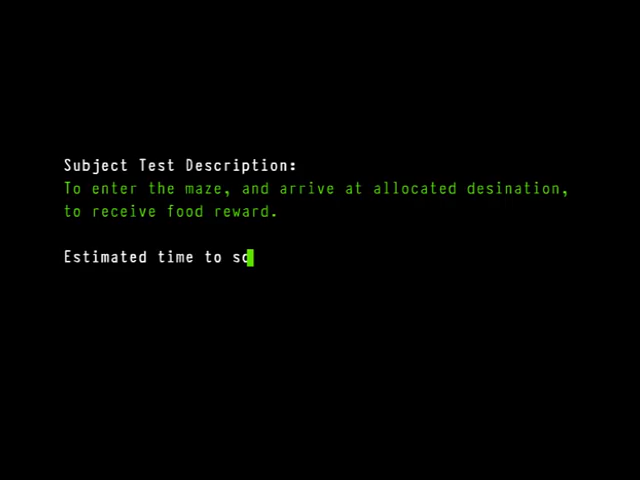 Subject Test Description:
To enter the maze, and arrive at allocated desination,
to receive food reward.
Estimated time to so